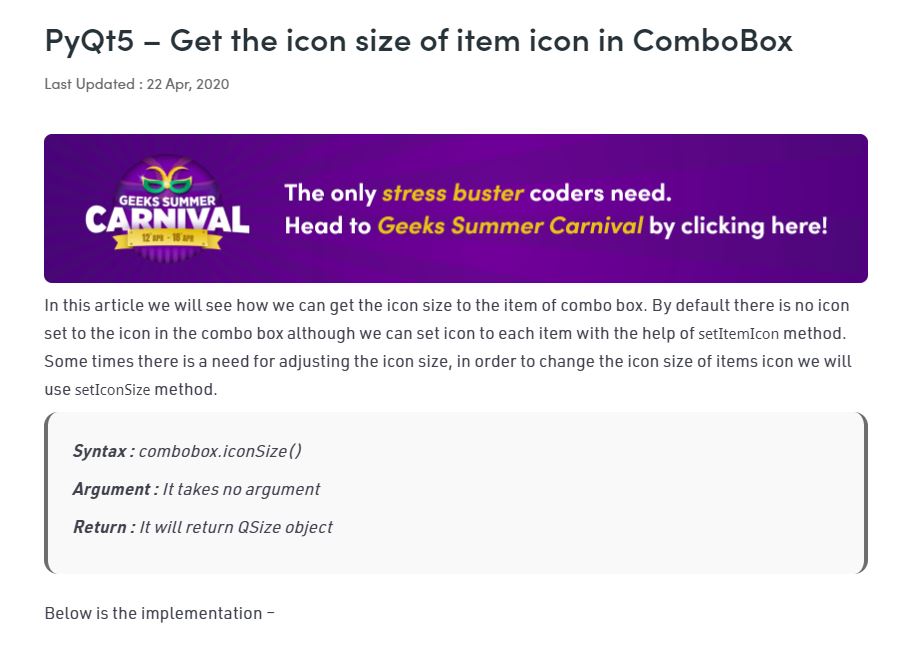 PyQt5 – Get the icon size of item icon in ComboBox
Last Updated : 22 Apr, 2020
GEEKS SUMMER
CARNIVAL
12 APR - 18 APR
The only stress buster coders need.
Head to Geeks Summer Carnival by clicking here!
In this article we will see how we can get the icon size to the item of combo box. By default there is no icon
set to the icon in the combo box although we can set icon to each item with the help of setItemIcon method.
Some times there is a need for adjusting the icon size, in order to change the icon size of items icon we will
use setIconSize method.
Syntax : combobox.iconSize()
Argument : It takes no argument
Return : It will return QSize object
Below is the implementation –